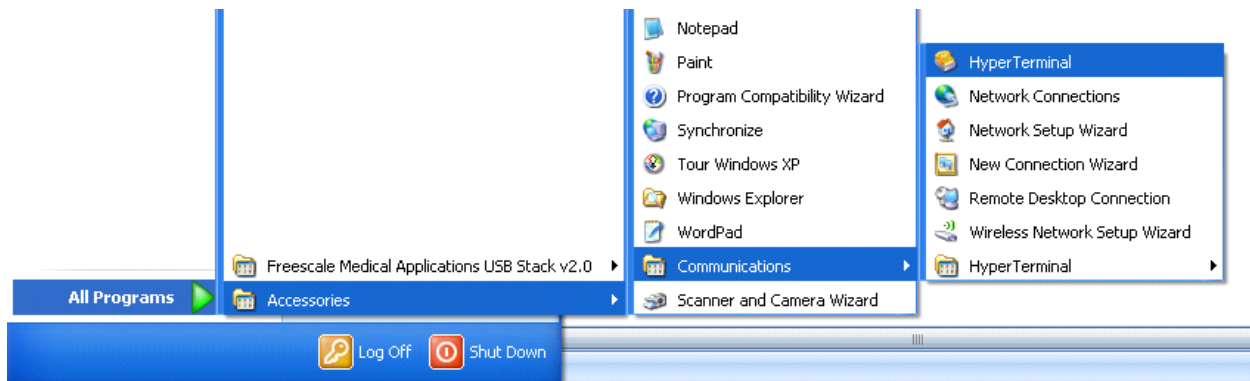 Notepad
Paint
Program Compatibility Wizard
Synchronize
Tour Windows XP
Windows Explorer
WordPad
Communications
Scanner and Camera Wizard
HyperTerminal
Network Connections
Network Setup Wizard
New Connection Wizard
Remote Desktop Connection
Wireless Network Setup Wizard
HyperTerminal
Freescale Medical Applications USB Stack v2.0
Accessories
All Programs
Log Off
Shut Down